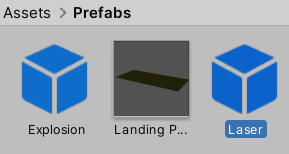 Assets > Prefabs
Explosion Landing P... Laser